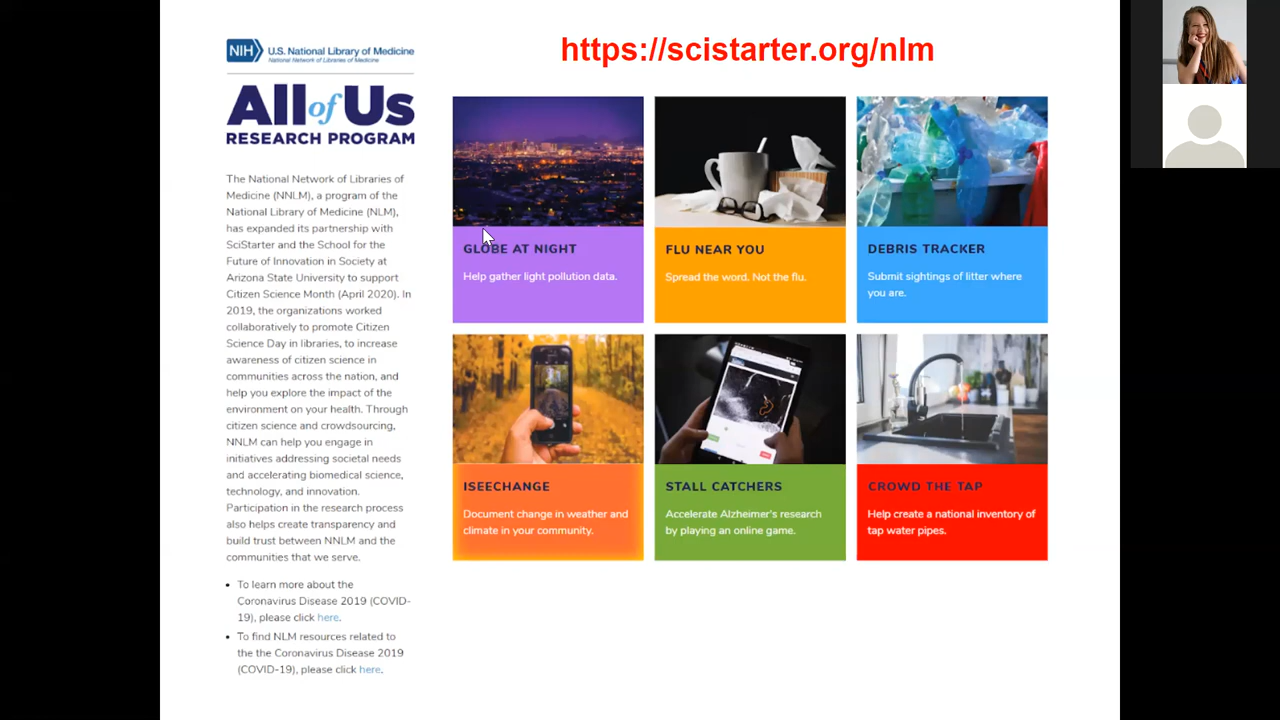 https://scistarter.org/nlm
NIH U.S. National Library of Medicine
National Network of Libraries of Medicine
All of Us
RESEARCH PROGRAM
The National Network of Libraries of
Medicine (NNLM), a program of the
National Library of Medicine (NLM),
has expanded its partnership with
SciStarter and the School for the
Future of Innovation in Society at
Arizona State University to support
Citizen Science Month (April 2020). In
2019, the organizations worked
collaboratively to promote Citizen
Science Day in libraries, to increase
awareness of citizen science in
communities across the nation, and
help you explore the impact of the
environment on your health. Through
citizen science and crowdsourcing,
NNLM can help you engage in
initiatives addressing societal needs
and accelerating biomedical science,
technology, and innovation.
Participation in the research process
also helps create transparency and
build trust between NNLM and the
communities that we serve.
• To learn more about the
Coronavirus Disease 2019 (COVID-
19), please click here.
• To find NLM resources related to
the the Coronavirus Disease 2019
(COVID-19), please click here.
GLOBE AT NIGHT
Help gather light pollution data.
FLU NEAR YOU
Spread the word. Not the flu.
DEBRIS TRACKER
Submit sightings of litter where
you are.
ISEECHANGE
Document change in weather and
climate in your community.
STALL CATCHERS
Accelerate Alzheimer's research
by playing an online game.
CROWD THE TAP
Help create a national inventory of
tap water pipes.